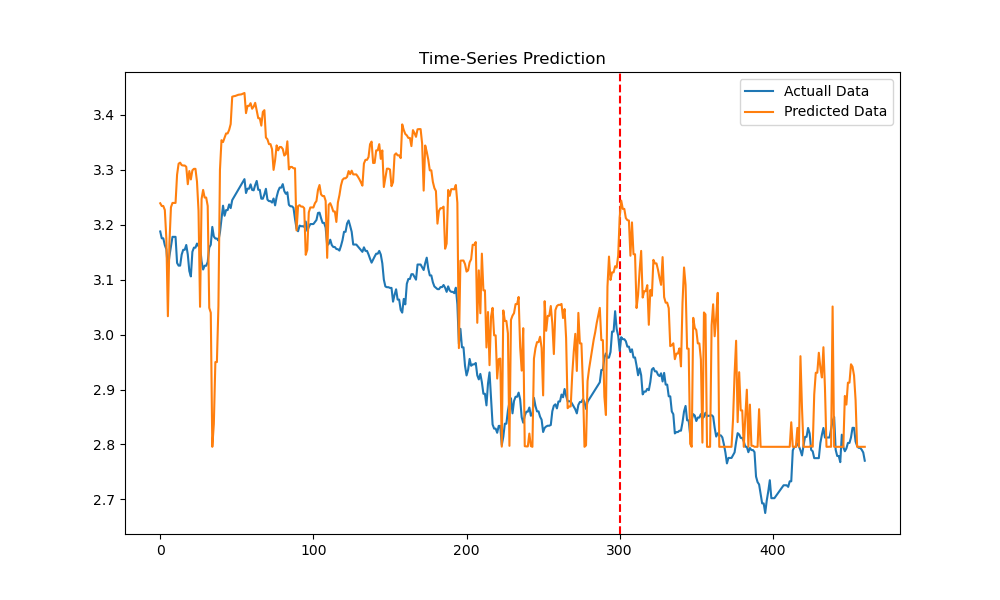 Time-Series Prediction
Actuall Data
Predicted Data
3.4
3.3
3.2
3.1
3.0
2.9
2.8
2.7
0 100 200 300 400